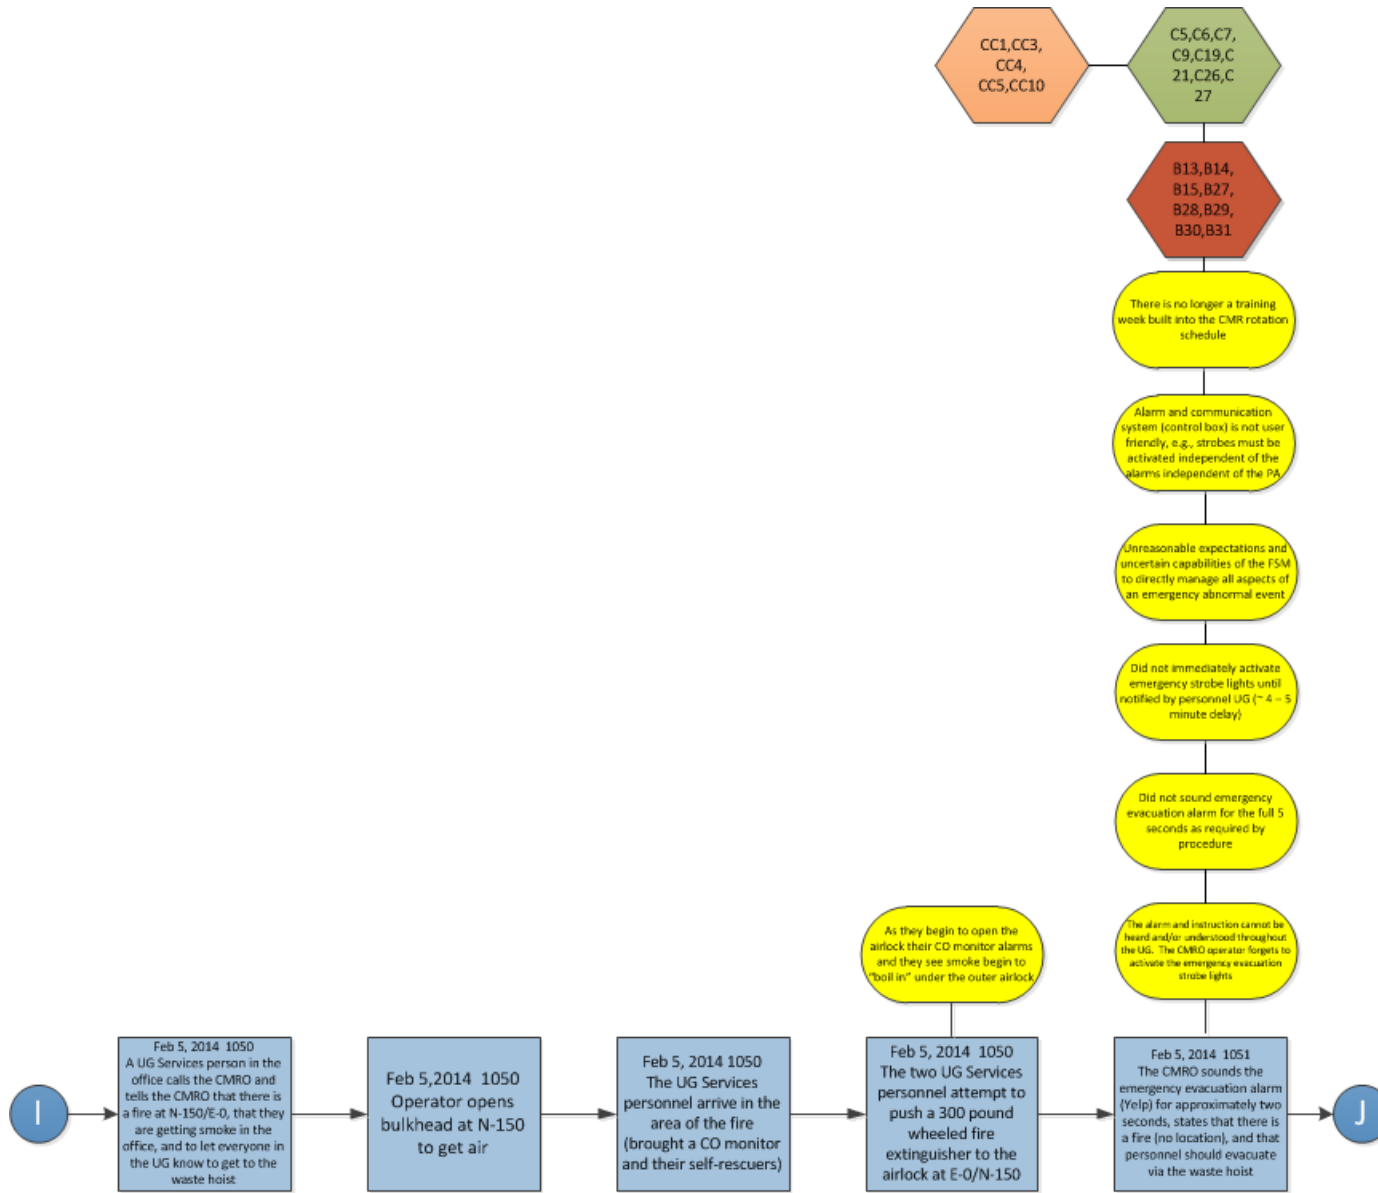 CC1,CC3,
CC4,
CC5,CC10
C5,C6,C7,
C9,C19,C
21,C26,C
27
B13,B14,
B15,B27,
B28,B29,
B30,B31
There is no longer a training
week built into the CMR rotation
schedule
Alarm and communication
system (control box) is not user
friendly, e.g., strobes must be
activated independent of the
alarms independent of the PA
Unreasonable expectations and
uncertain capabilities of the FSM
to directly manage all aspects of
an emergency abnormal event
Did not immediately activate
emergency strobe lights until
notified by personnel UG (~ 4 – 5
minute delay)
Did not sound emergency
evacuation alarm for the full 5
seconds as required by
procedure
As they begin to open the
airlock their CO monitor alarms
and they see smoke begin to
"boil in" under the outer airlock
The alarm and instruction cannot be
heard and/or understood throughout
the UG.  The CMRO operator forgets to
activate the emergency evacuation
strobe lights
I
Feb 5, 2014  1050
A UG Services person in the
office calls the CMRO and
tells the CMRO that there is
a fire at N-150/E-0, that they
are getting smoke in the
office, and to let everyone in
the UG know to get to the
waste hoist
Feb 5,2014  1050
Operator opens
bulkhead at N-150
to get air
Feb 5, 2014 1050
The UG Services
personnel arrive in the
area of the fire
(brought a CO monitor
and their self-rescuers)
Feb 5, 2014  1050
The two UG Services
personnel attempt to
push a 300 pound
wheeled fire
extinguisher to the
airlock at E-0/N-150
Feb 5, 2014  1051
The CMRO sounds the
emergency evacuation alarm
(Yelp) for approximately two
seconds, states that there is
a fire (no location), and that
personnel should evacuate
via the waste hoist
J